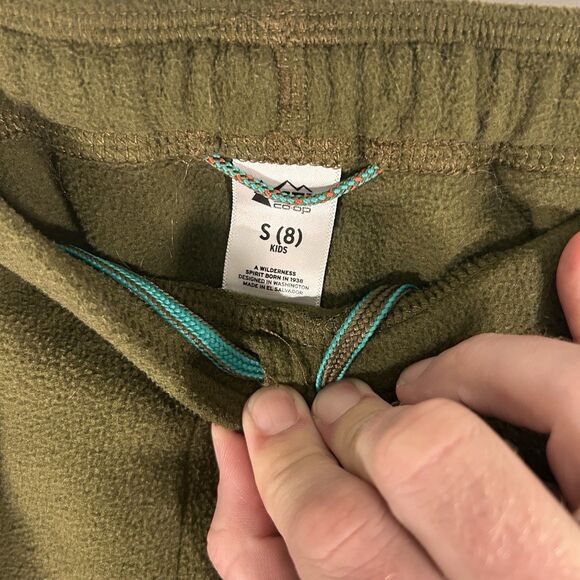 co·op
S (8)
KIDS
A WILDERNESS
SPIRIT BORN IN 1938
DESIGNED IN WASHINGTON
MADE IN EL SALVADOR